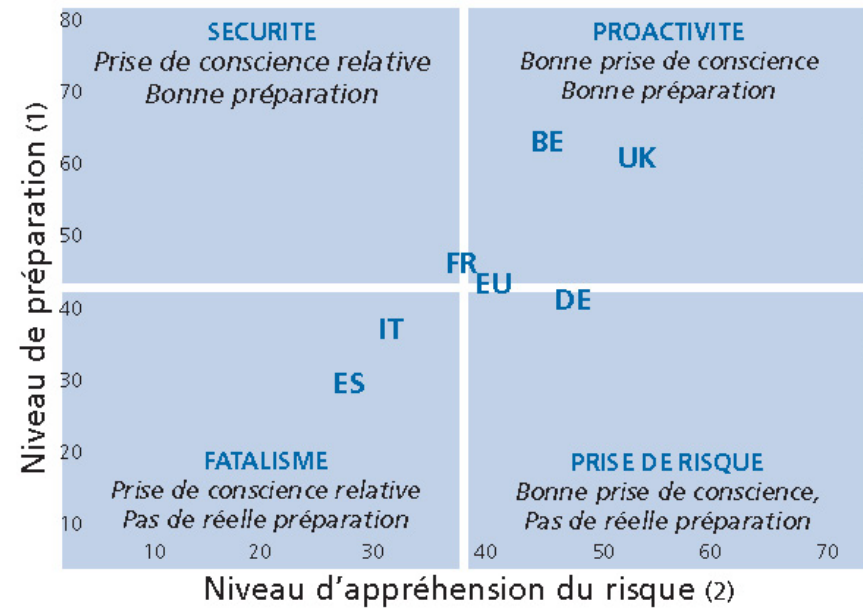 Niveau de préparation (1)
80
70
60
50
40
30
20
10
SECURITE
Prise de conscience relative
Bonne préparation
PROACTIVITE
Bonne prise de conscience
Bonne préparation
BE
UK
FR
EU
DE
IT
ES
FATALISME
Prise de conscience relative
Pas de réelle préparation
PRISE DE RISQUE
Bonne prise de conscience,
Pas de réelle préparation
10 20 30 40 50 60 70
Niveau d'appréhension du risque (2)